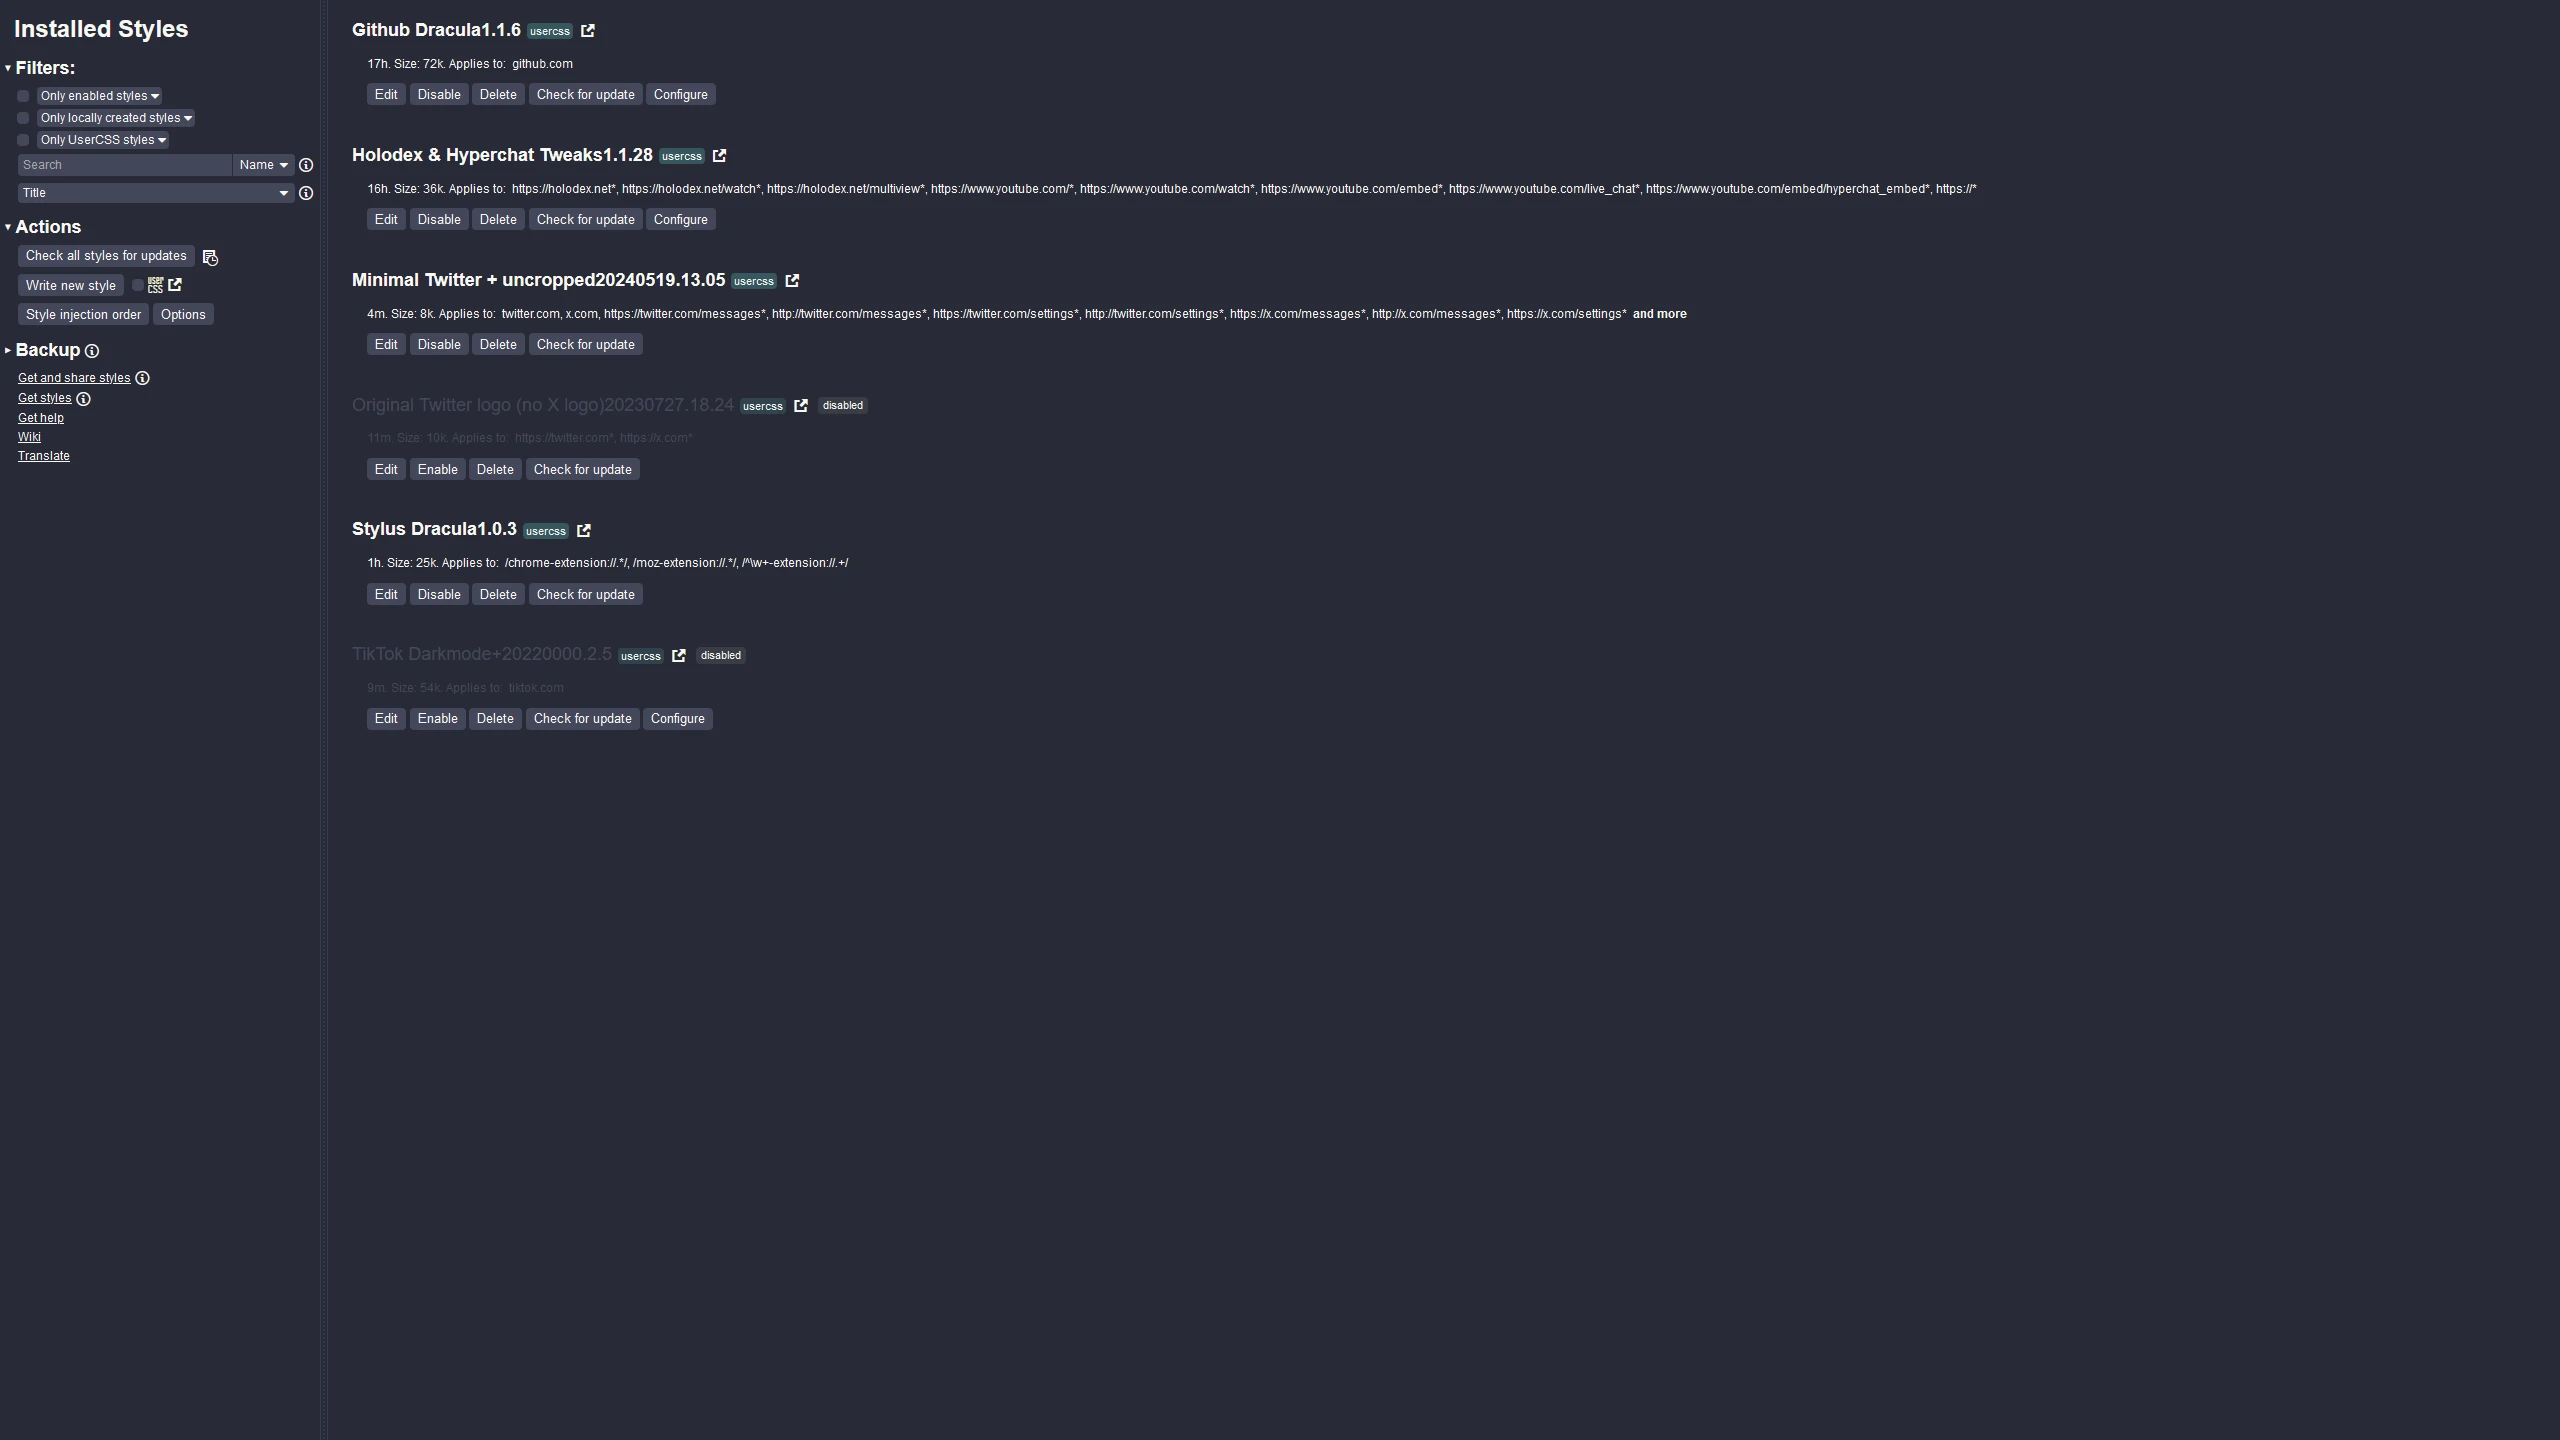 Installed Styles
Filters:
Only enabled styles
Only locally created styles
Only UserCSS styles
Search Name
Title
Actions
Check all styles for updates
Write new style user css
Style injection order Options
Backup
Get and share styles
Get styles
Get help
Wiki
Translate
Github Dracula1.1.6 usercss
17h. Size: 72k. Applies to: github.com
Edit Disable Delete Check for update Configure
Holodex & Hyperchat Tweaks1.1.28 usercss
16h. Size: 36k. Applies to: https://holodex.net*, https://holodex.net/watch*, https://holodex.net/multiview*, https://www.youtube.com/*, https://www.youtube.com/watch*, https://www.youtube.com/embed*, https://www.youtube.com/live_chat*, https://www.youtube.com/embed/hyperchat_embed*, https://*
Edit Disable Delete Check for update Configure
Minimal Twitter + uncropped20240519.13.05 usercss
4m. Size: 8k. Applies to: twitter.com, x.com, https://twitter.com/messages*, http://twitter.com/messages*, https://twitter.com/settings*, http://twitter.com/settings*, https://x.com/messages*, http://x.com/messages*, https://x.com/settings* and more
Edit Disable Delete Check for update
Original Twitter logo (no X logo)20230727.18.24 usercss disabled
11m. Size: 10k. Applies to: https://twitter.com*, https://x.com*
Edit Enable Delete Check for update
Stylus Dracula1.0.3 usercss
1h. Size: 25k. Applies to: /chrome-extension://.*/, /moz-extension://.*/, /^\w+-extension://.+/
Edit Disable Delete Check for update
TikTok Darkmode+20220000.2.5 usercss disabled
9m. Size: 54k. Applies to: tiktok.com
Edit Enable Delete Check for update Configure